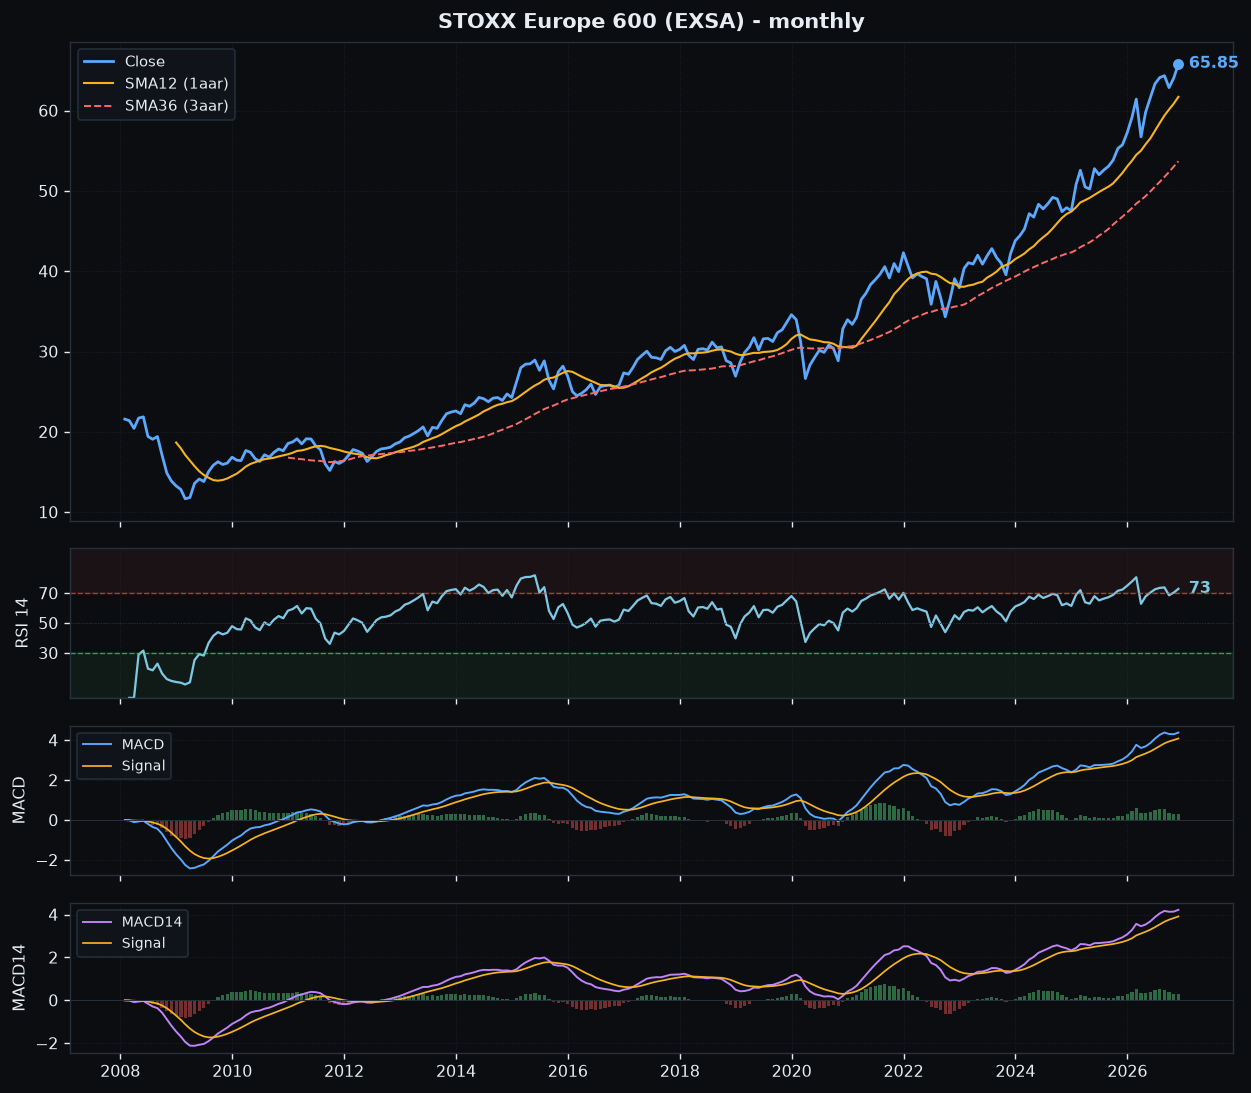 STOXX Europe 600 (EXSA) - monthly
Close
SMA12 (1aar)
SMA36 (3aar)
65.85
60
50
40
30
20
10
RSI 14
70
50
30
73
MACD
4
2
0
−2
MACD
Signal
MACD14
4
2
0
−2
MACD14
Signal
2008 2010 2012 2014 2016 2018 2020 2022 2024 2026